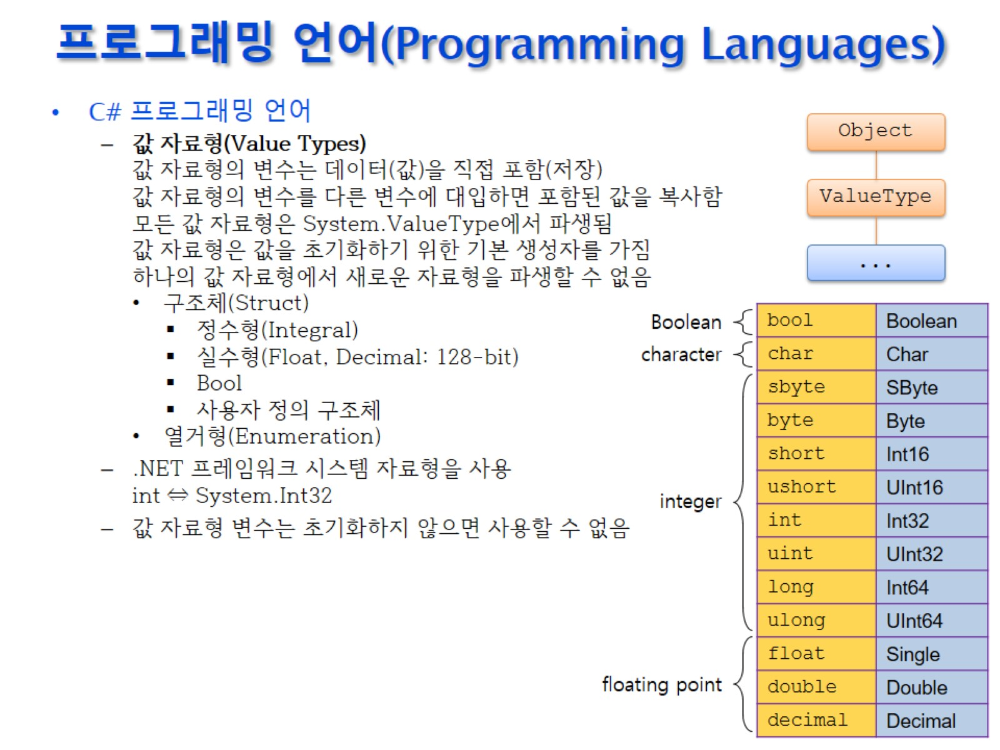 프로그래밍 언어(Programming Languages)
• C# 프로그래밍 언어
– 값 자료형(Value Types)
값 자료형의 변수는 데이터(값)을 직접 포함(저장)
값 자료형의 변수를 다른 변수에 대입하면 포함된 값을 복사함
모든 값 자료형은 System.ValueType에서 파생됨
값 자료형은 값을 초기화하기 위한 기본 생성자를 가짐
하나의 값 자료형에서 새로운 자료형을 파생할 수 없음
• 구조체(Struct)
▪ 정수형(Integral)
▪ 실수형(Float, Decimal: 128-bit)
▪ Bool
▪ 사용자 정의 구조체
• 열거형(Enumeration)
– .NET 프레임워크 시스템 자료형을 사용
int ⇔ System.Int32
– 값 자료형 변수는 초기화하지 않으면 사용할 수 없음
Object
ValueType
...
Boolean bool Boolean
character char Char
sbyte SByte
byte Byte
short Int16
ushort UInt16
integer
int Int32
uint UInt32
long Int64
ulong UInt64
float Single
floating point double Double
decimal Decimal